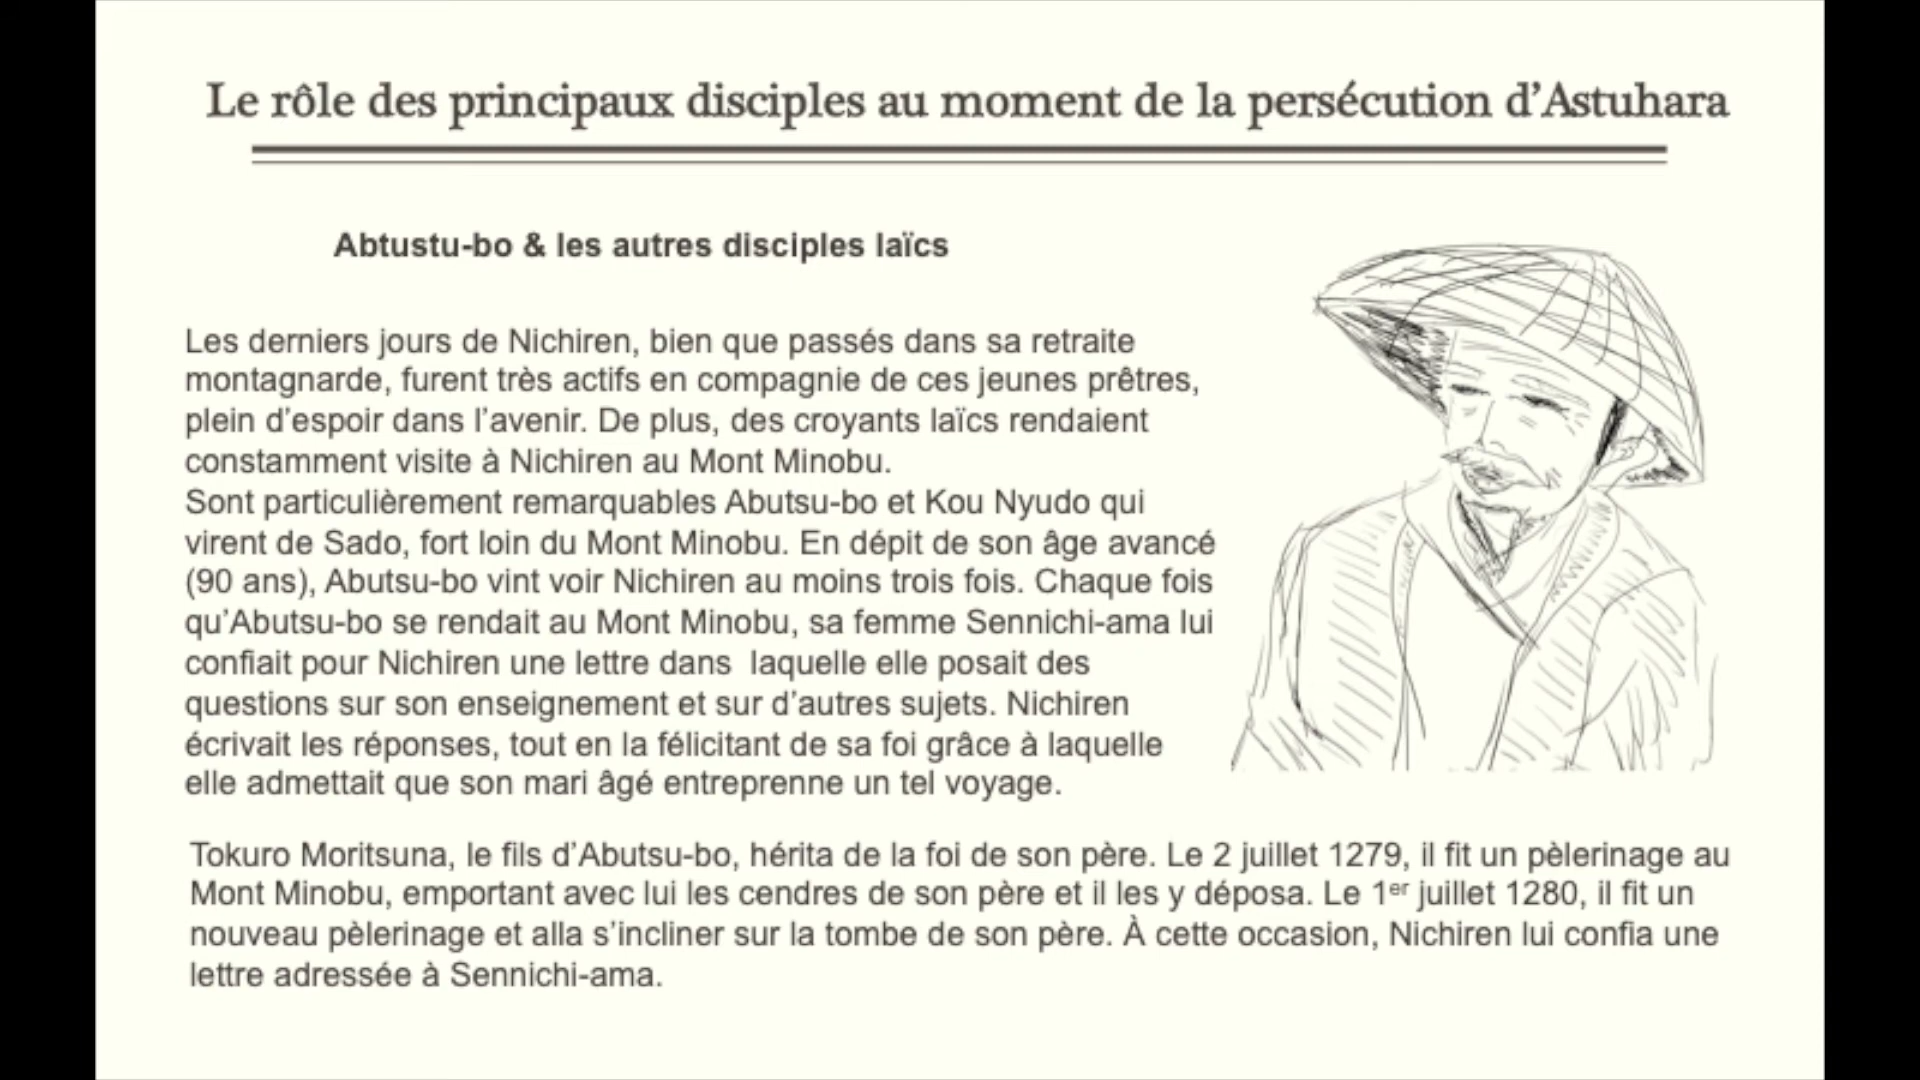 Le rôle des principaux disciples au moment de la persécution d’Astuhara
Abtustu-bo & les autres disciples laïcs
Les derniers jours de Nichiren, bien que passés dans sa retraite
montagnarde, furent très actifs en compagnie de ces jeunes prêtres,
plein d’espoir dans l’avenir. De plus, des croyants laïcs rendaient
constamment visite à Nichiren au Mont Minobu.
Sont particulièrement remarquables Abutsu-bo et Kou Nyudo qui
virent de Sado, fort loin du Mont Minobu. En dépit de son âge avancé
(90 ans), Abutsu-bo vint voir Nichiren au moins trois fois. Chaque fois
qu’Abutsu-bo se rendait au Mont Minobu, sa femme Sennichi-ama lui
confiait pour Nichiren une lettre dans  laquelle elle posait des
questions sur son enseignement et sur d’autres sujets. Nichiren
écrivait les réponses, tout en la félicitant de sa foi grâce à laquelle
elle admettait que son mari âgé entreprenne un tel voyage.
Tokuro Moritsuna, le fils d’Abutsu-bo, hérita de la foi de son père. Le 2 juillet 1279, il fit un pèlerinage au
Mont Minobu, emportant avec lui les cendres de son père et il les y déposa. Le 1er juillet 1280, il fit un
nouveau pèlerinage et alla s’incliner sur la tombe de son père. À cette occasion, Nichiren lui confia une
lettre adressée à Sennichi-ama.